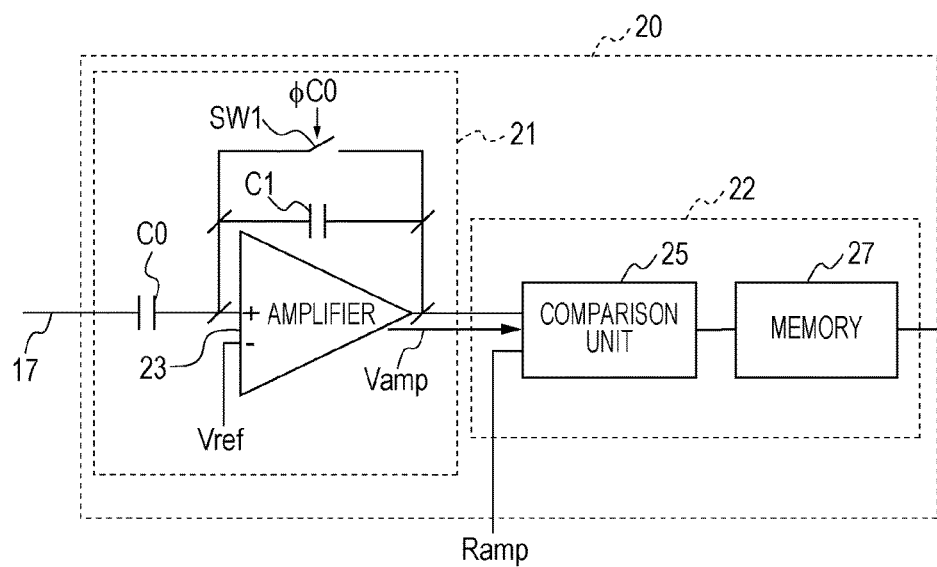 20
φC0
SW1
21
C1
22
C0
25
27
+
AMPLIFIER
COMPARISON
UNIT
MEMORY
17
23
-
Vamp
Vref
Ramp